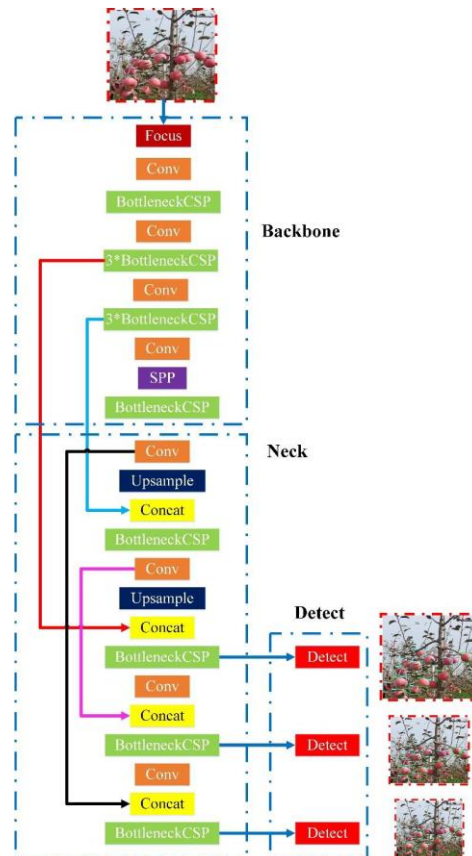 Focus
Conv
BottleneckCSP
Conv
Backbone
3*BottleneckCSP
Conv
3*BottleneckCSP
Conv
SPP
BottleneckCSP
Conv
Neck
Upsample
Concat
BottleneckCSP
Conv
Upsample
Detect
Concat
BottleneckCSP
Detect
Conv
Concat
BottleneckCSP
Detect
Conv
Concat
BottleneckCSP
Detect